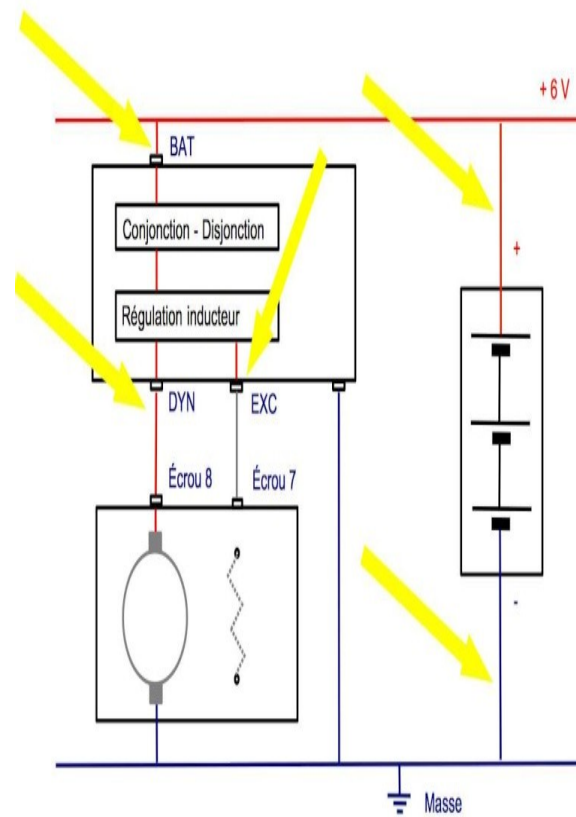 + 6 V
BAT
Conjonction - Disjonction
+
Régulation inducteur
DYN
EXC
Écrou 8
Écrou 7
-
Masse